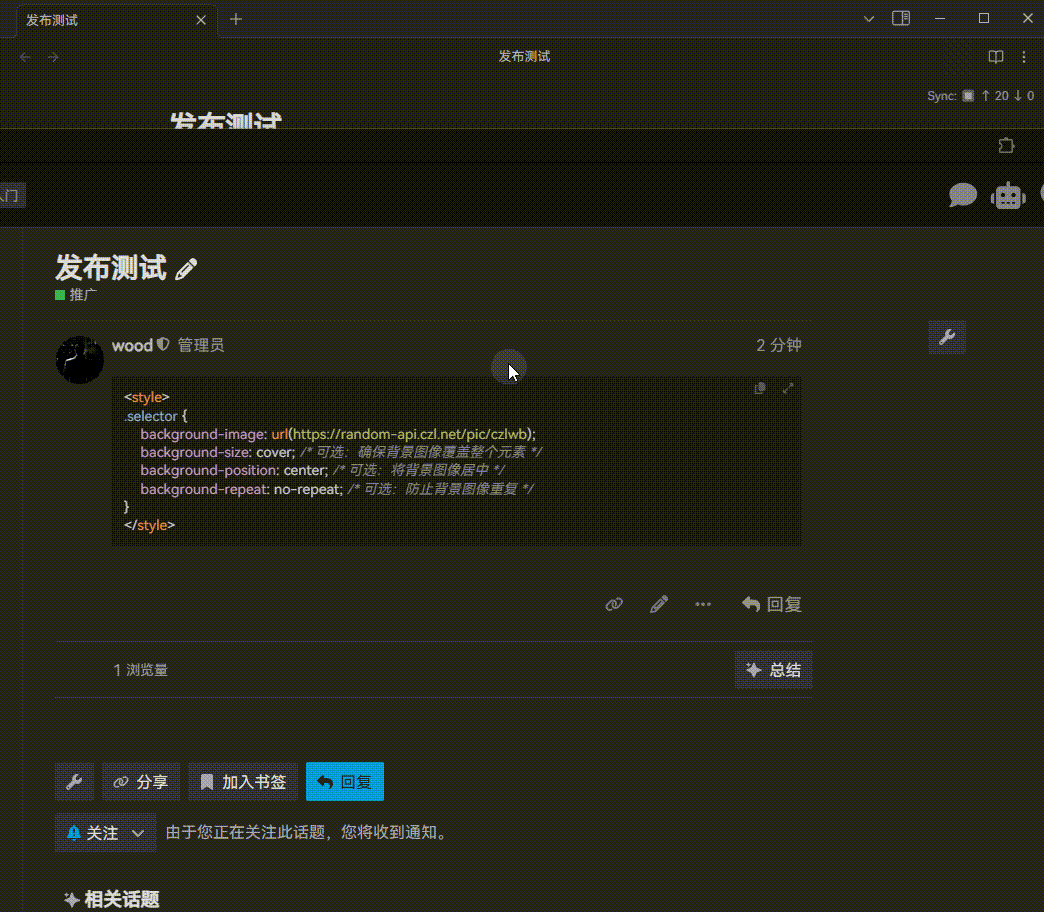 发布测试
发布测试
Sync: ↑ 20 ↓ 0
发布测试
入门
发布测试
推广
wood 管理员 2 分钟
<style>
.selector {
    background-image: url(https://random-api.czl.net/pic/czlwb);
    background-size: cover; /* 可选：确保背景图像覆盖整个元素 */
    background-position: center; /* 可选：将背景图像居中 */
    background-repeat: no-repeat; /* 可选：防止背景图像重复 */
}
</style>
回复
1 浏览量 总结
分享 加入书签 回复
关注 由于您正在关注此话题，您将收到通知。
相关话题